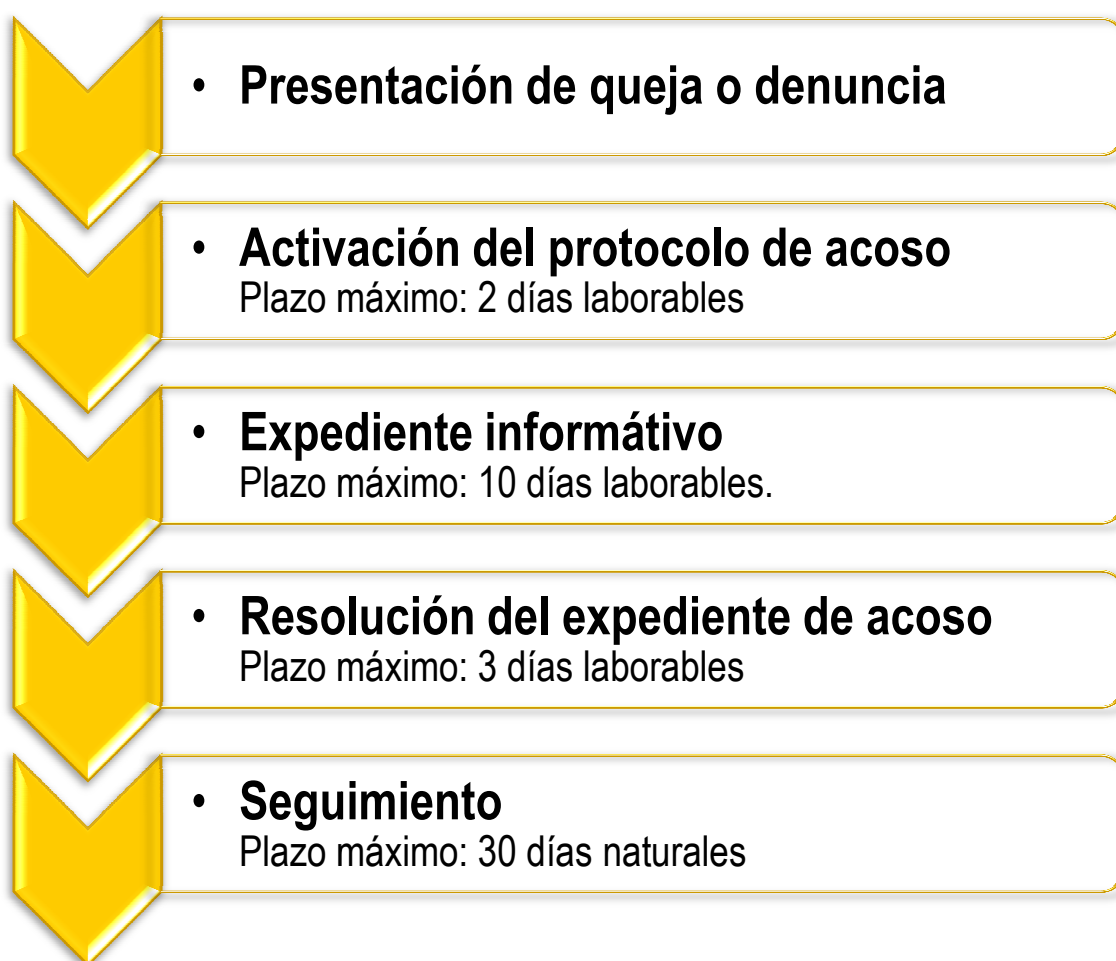 • Presentación de queja o denuncia
• Activación del protocolo de acoso
Plazo máximo: 2 días laborables
• Expediente informátivo
Plazo máximo: 10 días laborables.
• Resolución del expediente de acoso
Plazo máximo: 3 días laborables
• Seguimiento
Plazo máximo: 30 días naturales